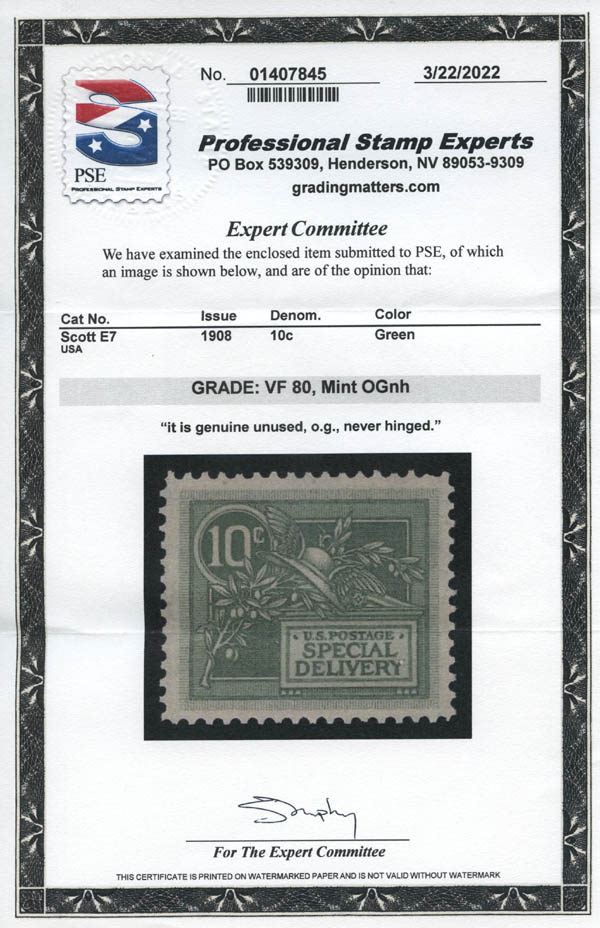 No. 01407845 3/22/2022
PSE
PROFESSIONAL STAMP EXPERTS
Professional Stamp Experts
PO Box 539309, Henderson, NV 89053-9309
gradingmatters.com
Expert Committee
We have examined the enclosed item submitted to PSE, of which
an image is shown below, and are of the opinion that:
Cat No. Issue Denom. Color
Scott E7 1908 10c Green
USA
GRADE: VF 80, Mint OGnh
“it is genuine unused, o.g., never hinged.”
10c
U.S. POSTAGE
SPECIAL
DELIVERY
For The Expert Committee
THIS CERTIFICATE IS PRINTED ON WATERMARKED PAPER AND IS NOT VALID WITHOUT WATERMARK